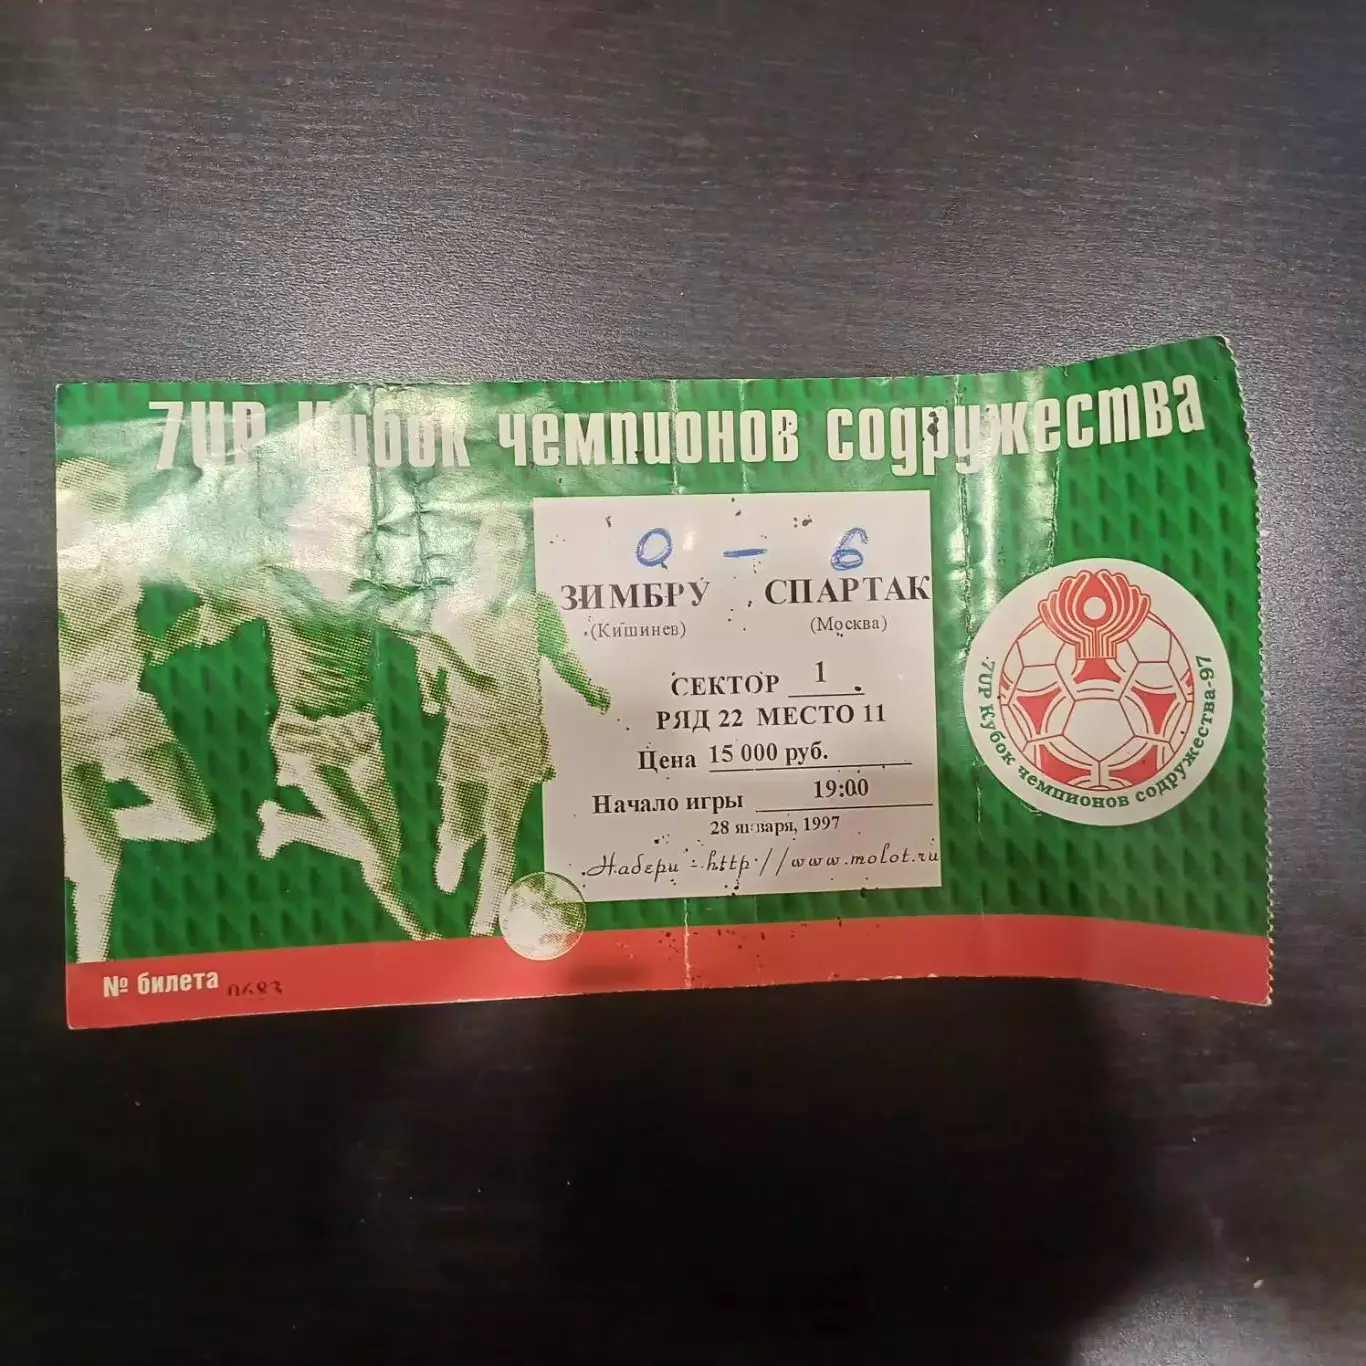 7UP Кубок чемпионов содружества
0 – 6
ЗИМБРУ СПАРТАК
(Кишинев) (Москва)
СЕКТОР 1
РЯД 22 МЕСТО 11
Цена 15 000 руб.
Начало игры 19:00
28 января, 1997
Набери - http//www.molot.ru
7UP Кубок чемпионов содружества-97
№ билета 0683